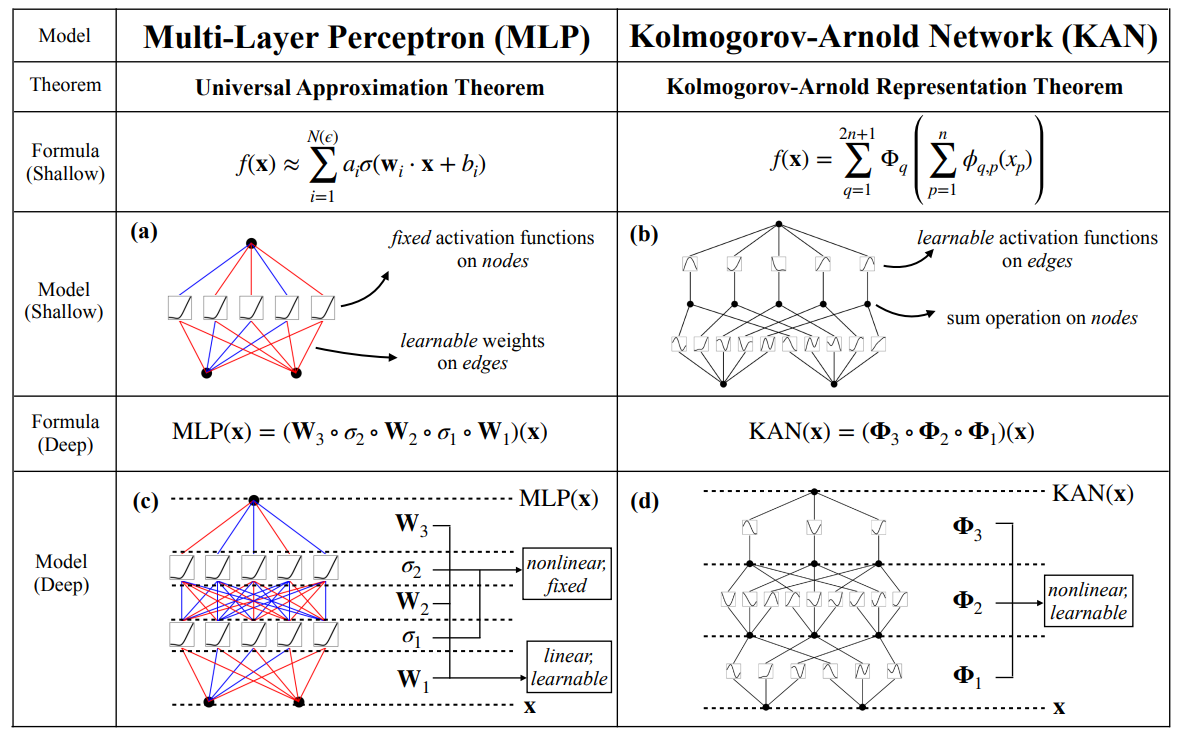 Model
Multi-Layer Perceptron (MLP)
Kolmogorov-Arnold Network (KAN)
Theorem
Universal Approximation Theorem
Kolmogorov-Arnold Representation Theorem
Formula
(Shallow)
f(x) ≈ ∑_{i=1}^{N(ϵ)} a_i σ(w_i · x + b_i)
f(x) = ∑_{q=1}^{2n+1} Φ_q (∑_{p=1}^{n} ϕ_{q,p}(x_p))
Model
(Shallow)
(a)
fixed activation functions
on nodes
learnable weights
on edges
(b)
learnable activation functions
on edges
sum operation on nodes
Formula
(Deep)
MLP(x) = (W_3 ∘ σ_2 ∘ W_2 ∘ σ_1 ∘ W_1)(x)
KAN(x) = (Φ_3 ∘ Φ_2 ∘ Φ_1)(x)
Model
(Deep)
(c)
MLP(x)
W_3
σ_2
nonlinear,
fixed
W_2
σ_1
W_1
linear,
learnable
x
(d)
KAN(x)
Φ_3
Φ_2
nonlinear,
learnable
Φ_1
x